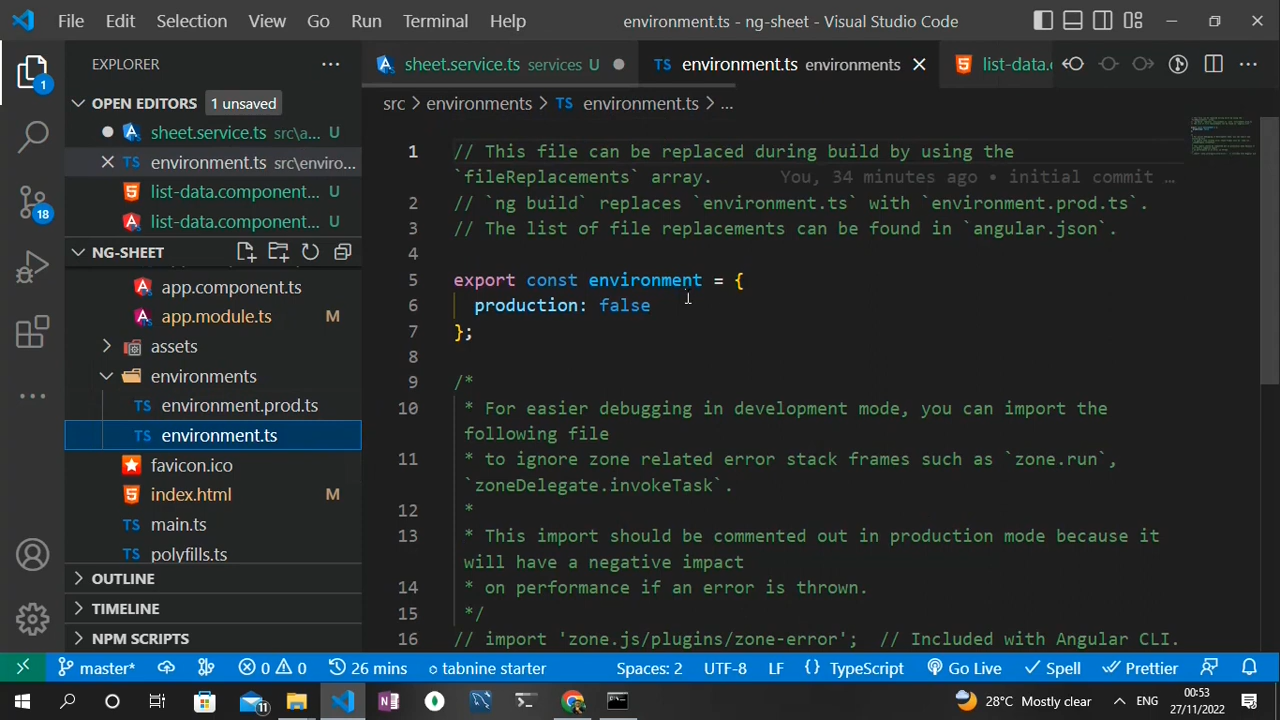 File Edit Selection View Go Run Terminal Help environment.ts - ng-sheet - Visual Studio Code
EXPLORER
OPEN EDITORS 1 unsaved
sheet.service.ts src\a... U
TS environment.ts src\enviro...
list-data.component... U
list-data.component... U
NG-SHEET
app.component.ts
app.module.ts M
assets
environments
TS environment.prod.ts
TS environment.ts
favicon.ico
index.html M
main.ts
polyfills.ts
OUTLINE
TIMELINE
NPM SCRIPTS
1
18
sheet.service.ts services U
TS environment.ts environments
list-data.c
src > environments > TS environment.ts > ...
1 // This file can be replaced during build by using the
`fileReplacements` array. You, 34 minutes ago • initial commit …
2 // `ng build` replaces `environment.ts` with `environment.prod.ts`.
3 // The list of file replacements can be found in `angular.json`.
4
5 export const environment = {
6 production: false
7 };
8
9 /*
10 * For easier debugging in development mode, you can import the
following file
11 * to ignore zone related error stack frames such as `zone.run`,
`zoneDelegate.invokeTask`.
12 *
13 * This import should be commented out in production mode because it
will have a negative impact
14 * on performance if an error is thrown.
15 */
16 // import 'zone.js/plugins/zone-error'; // Included with Angular CLI.
master* 0 0 26 mins tabnine starter Spaces: 2 UTF-8 LF {} TypeScript Go Live Spell Prettier
11 28°C Mostly clear ENG 00:53
27/11/2022